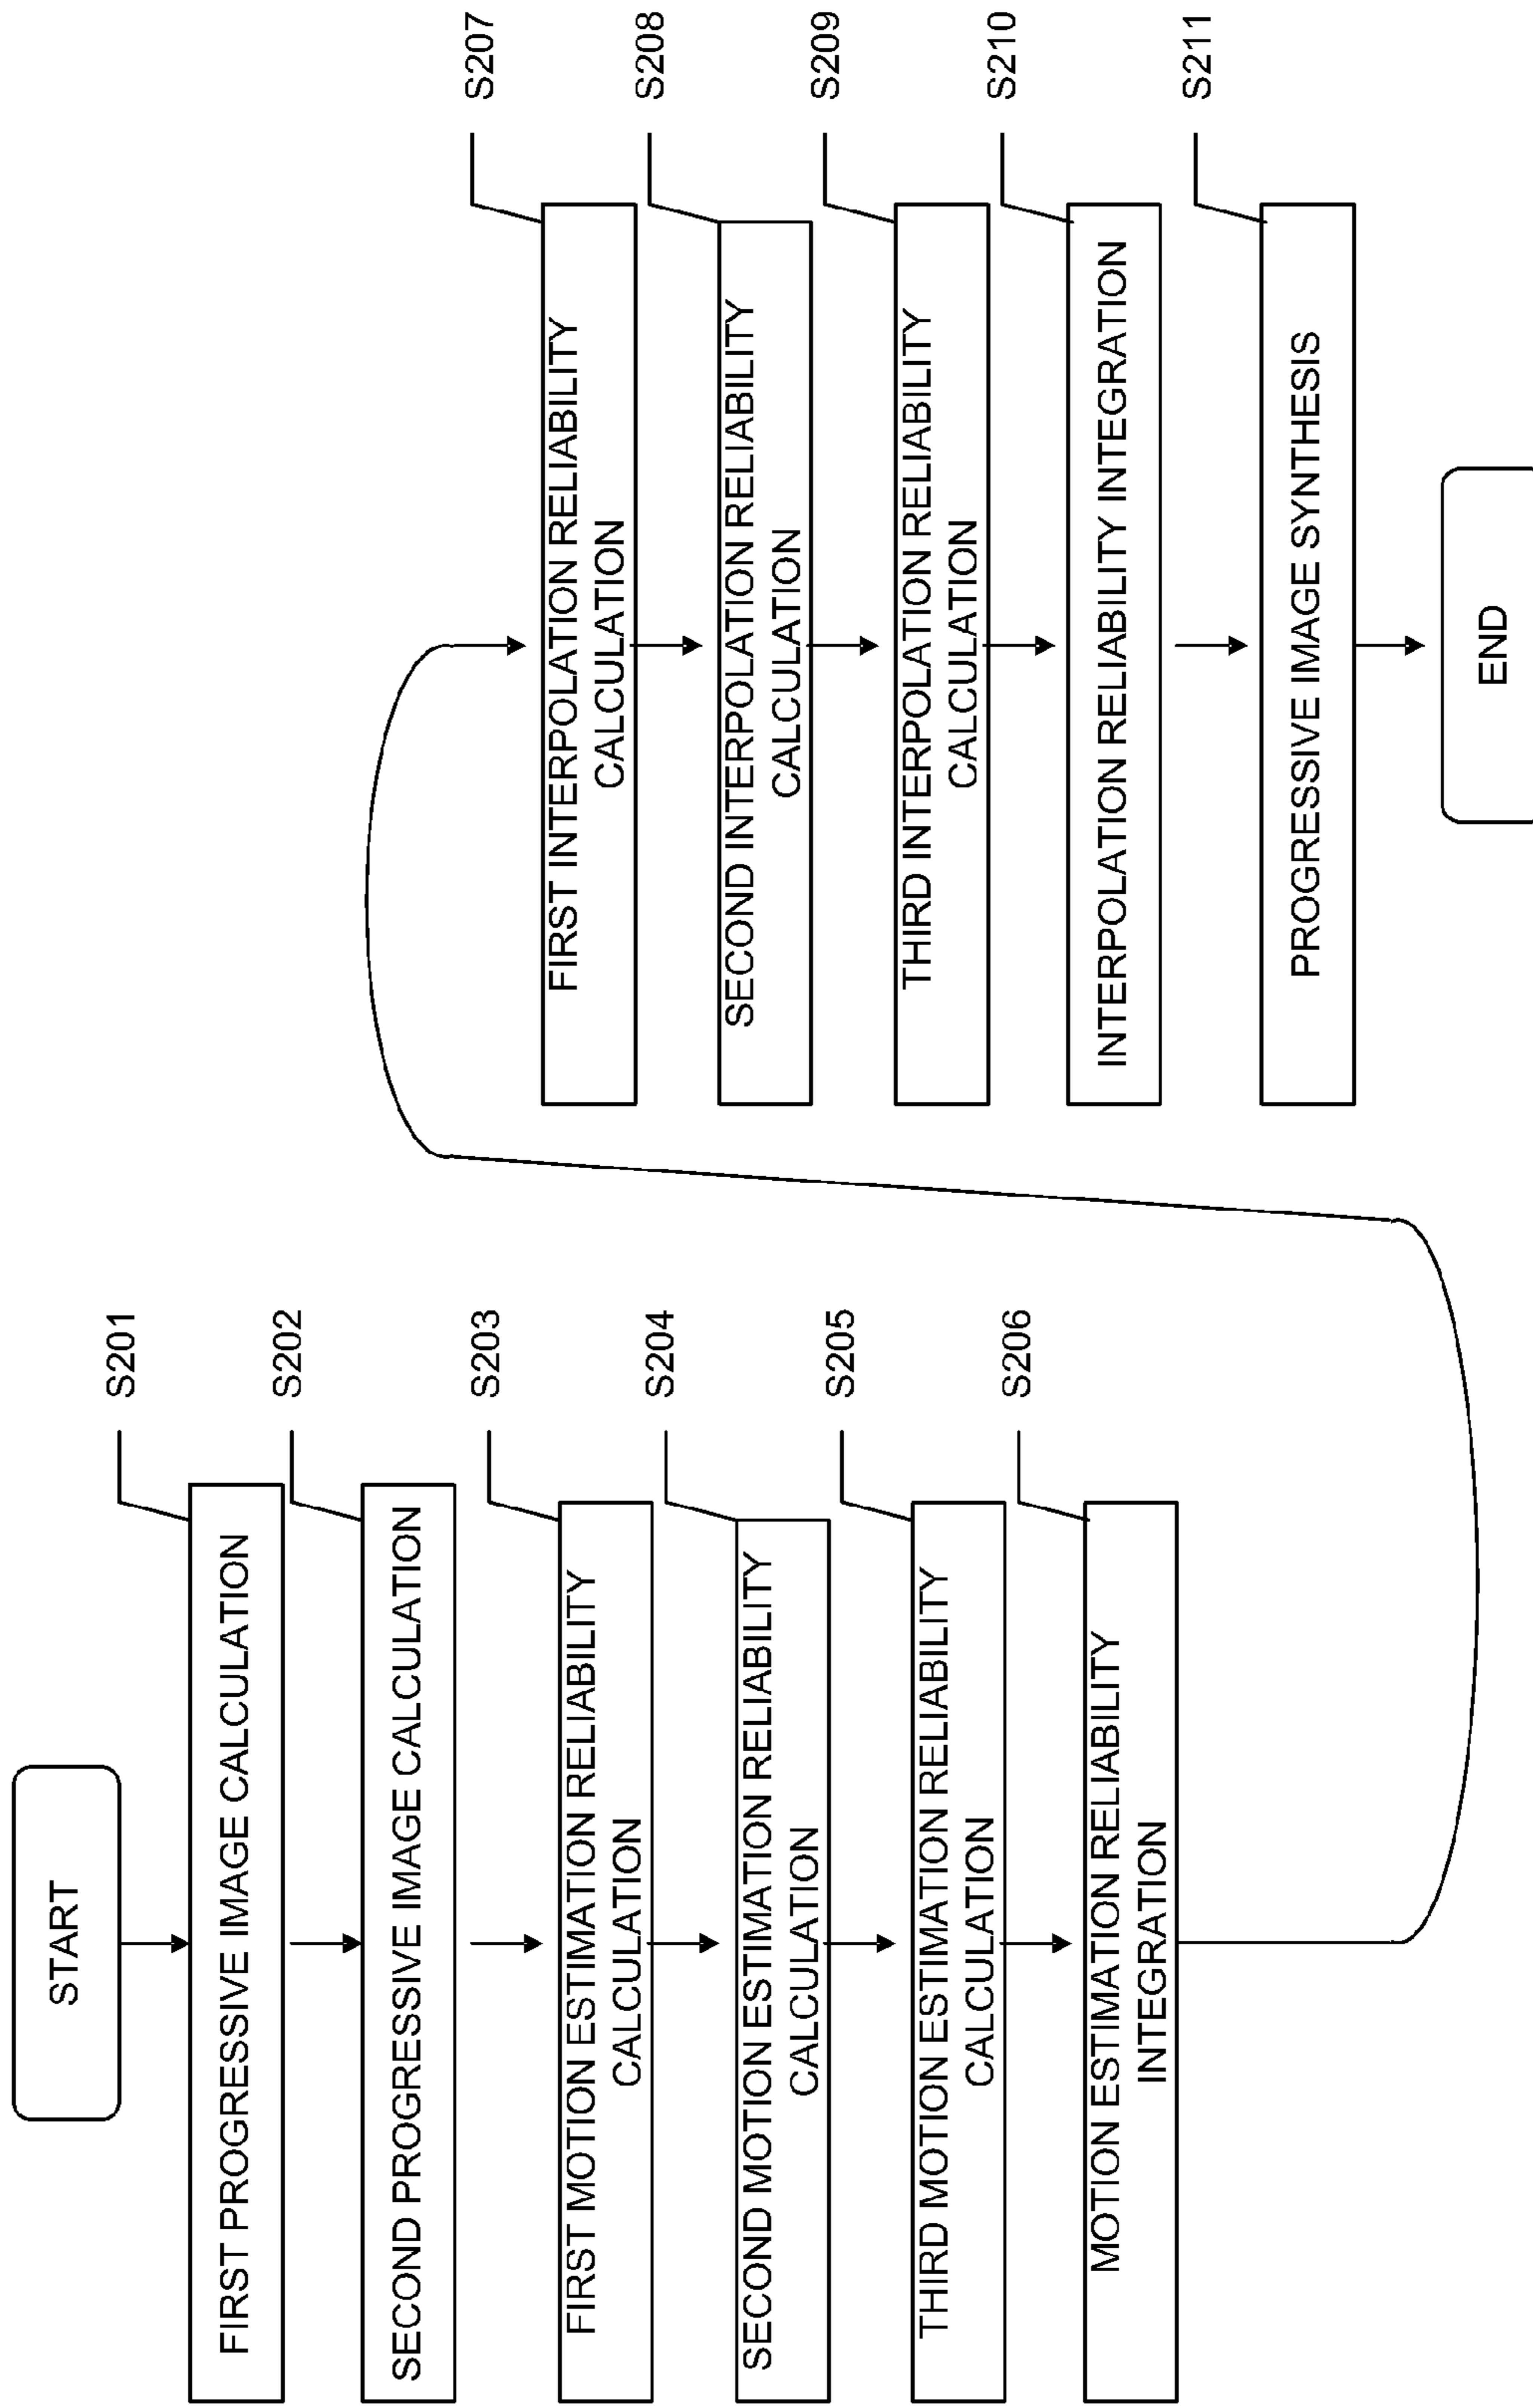 START
S201
FIRST PROGRESSIVE IMAGE CALCULATION
S202
SECOND PROGRESSIVE IMAGE CALCULATION
S203
FIRST MOTION ESTIMATION RELIABILITY
CALCULATION
S204
SECOND MOTION ESTIMATION RELIABILITY
CALCULATION
S205
THIRD MOTION ESTIMATION RELIABILITY
CALCULATION
S206
MOTION ESTIMATION RELIABILITY
INTEGRATION
S207
FIRST INTERPOLATION RELIABILITY
CALCULATION
S208
SECOND INTERPOLATION RELIABILITY
CALCULATION
S209
THIRD INTERPOLATION RELIABILITY
CALCULATION
S210
INTERPOLATION RELIABILITY INTEGRATION
S211
PROGRESSIVE IMAGE SYNTHESIS
END